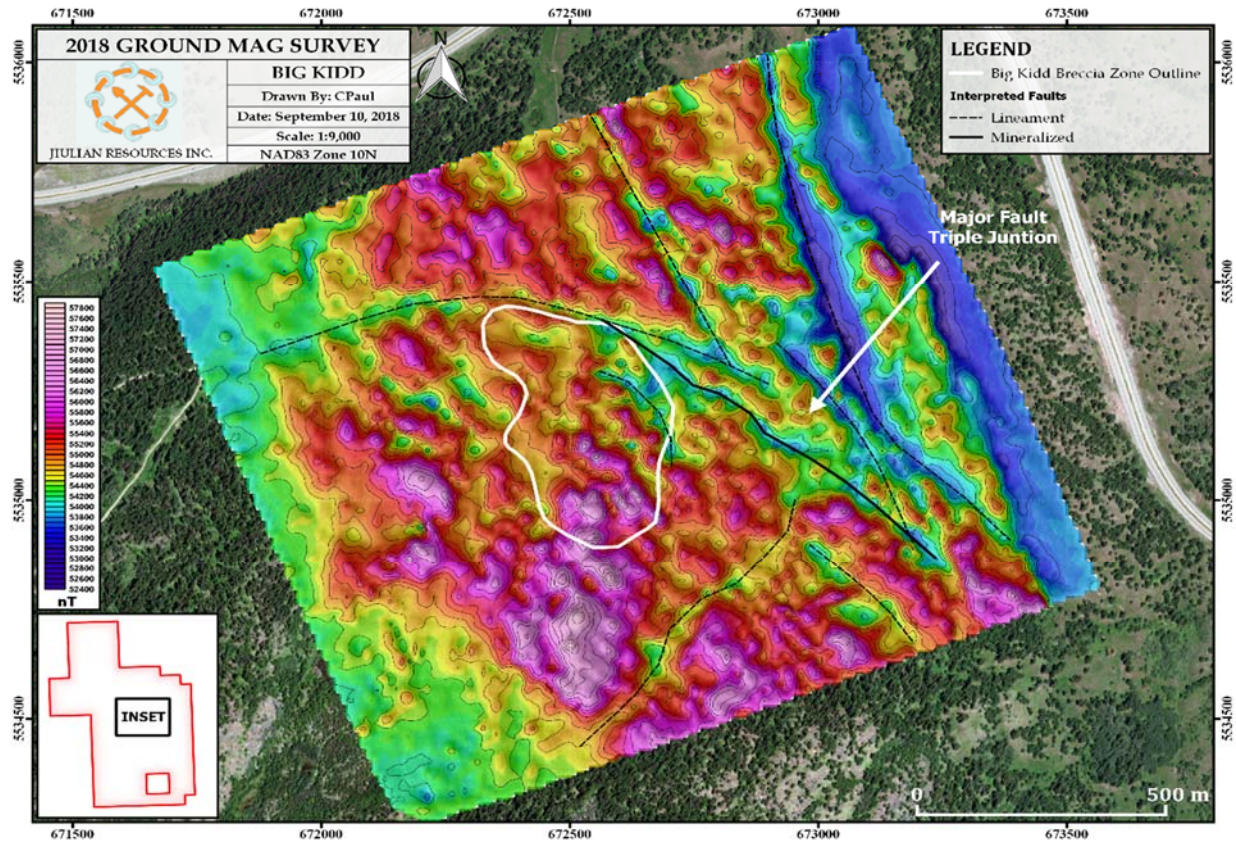 671500 672000 672500 673000 673500
2018 GROUND MAG SURVEY
BIG KIDD
Drawn By: CPaul
Date: September 10, 2018
Scale: 1:9,000
NAD83 Zone 10N
JIULIAN RESOURCES INC.
N
LEGEND
Big Kidd Breccia Zone Outline
Interpreted Faults
Lineament
Mineralized
Major Fault
Triple Juntion
5536000 5536000
5535500 5535500
5535000 5535000
5534500 5534500
57800
57600
57400
57200
57000
56800
56600
56400
56200
56000
55800
55600
55400
55200
55000
54800
54600
54400
54200
54000
53800
53600
53400
53200
53000
52800
52600
52400
nT
INSET
0 500 m
671500 672000 672500 673000 673500